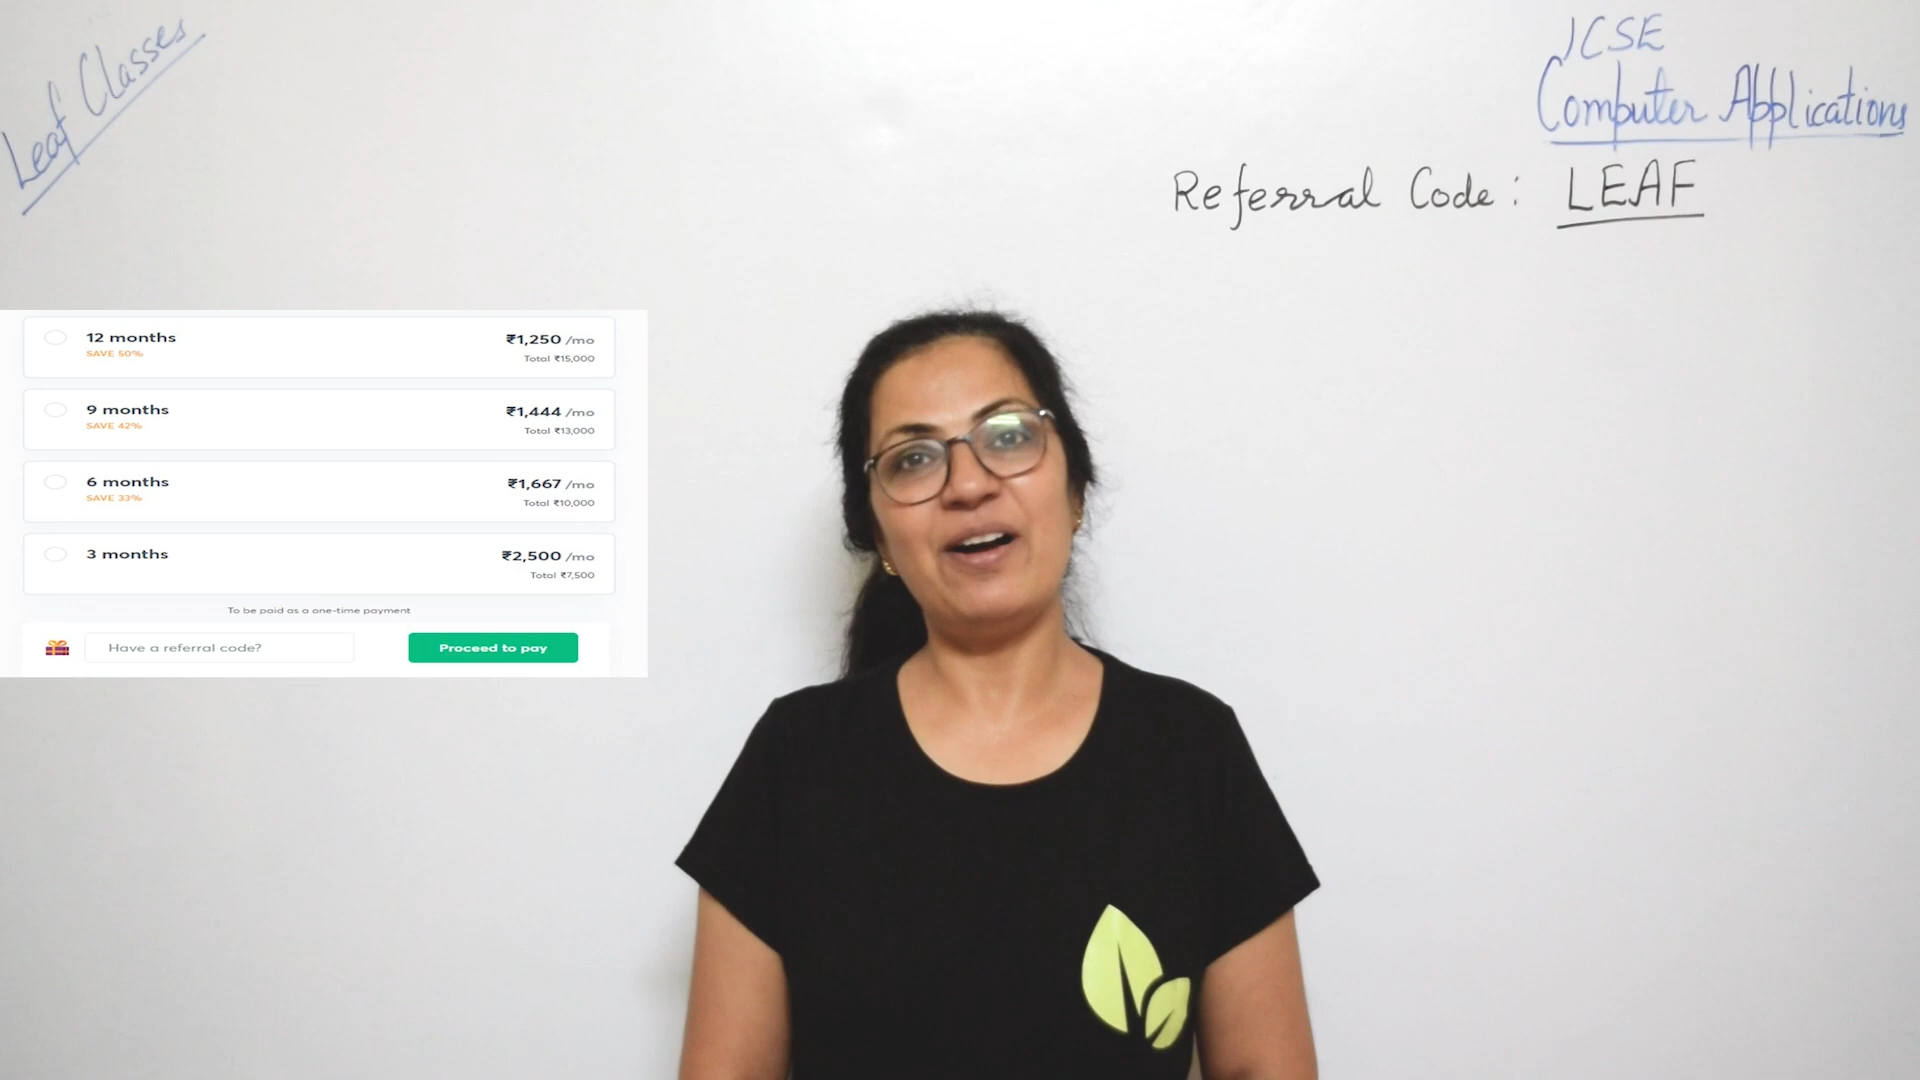 Leaf Classes
ICSE
Computer Applications
Referral Code: LEAF
12 months
SAVE 50%
₹1,250 /mo
Total ₹15,000
9 months
SAVE 42%
₹1,444 /mo
Total ₹13,000
6 months
SAVE 33%
₹1,667 /mo
Total ₹10,000
3 months
₹2,500 /mo
Total ₹7,500
To be paid as a one-time payment
Have a referral code?
Proceed to pay